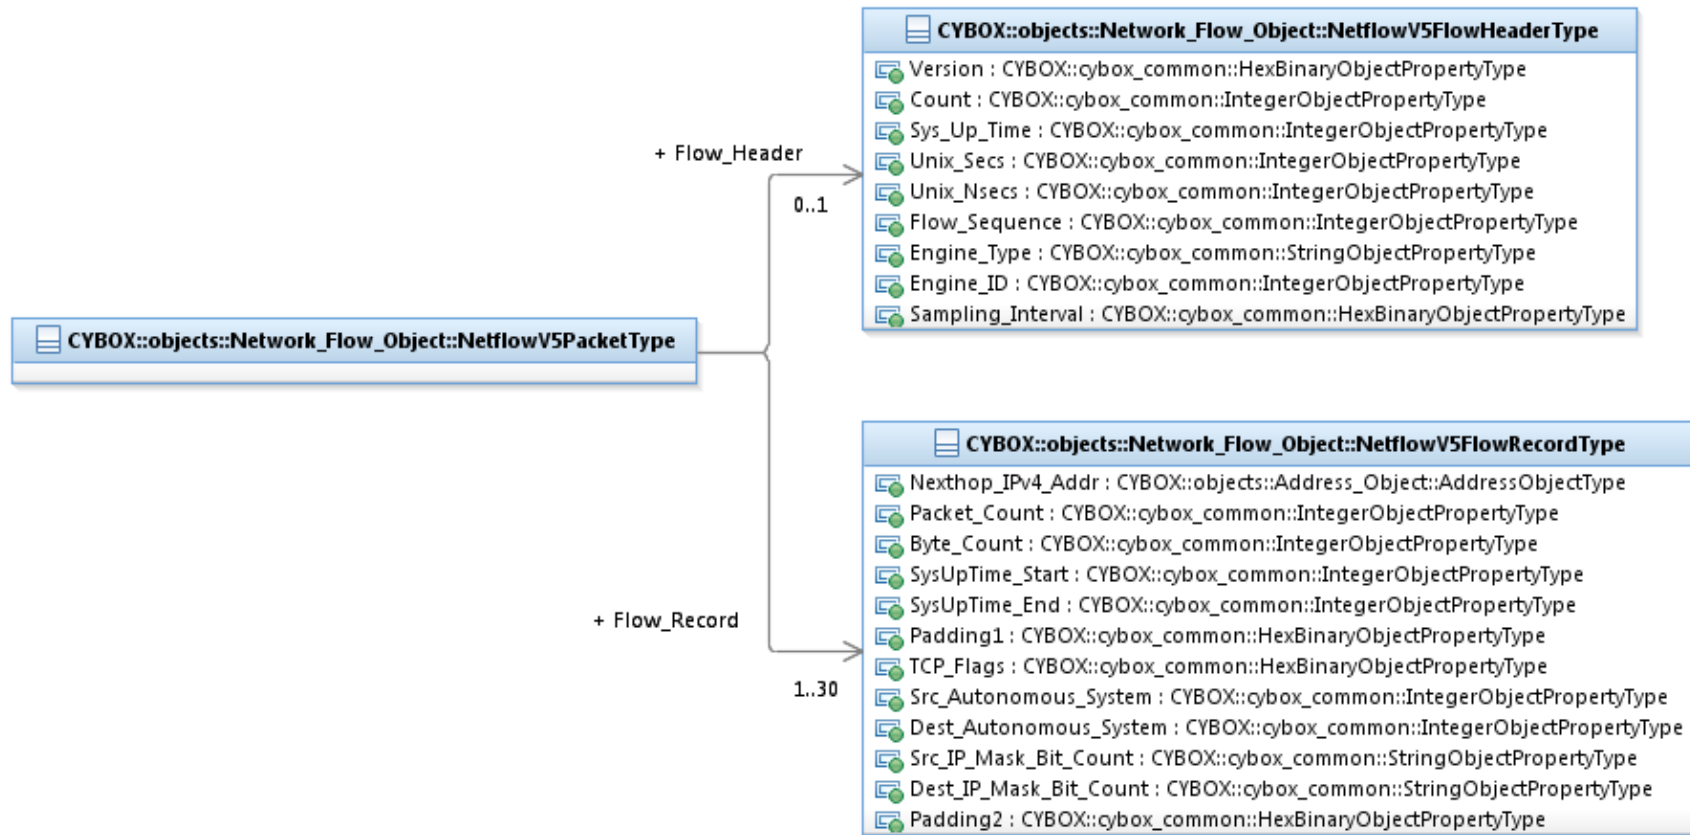 CYBOX::objects::Network_Flow_Object::NetflowV5FlowHeaderType
Version : CYBOX::cybox_common::HexBinaryObjectPropertyType
Count : CYBOX::cybox_common::IntegerObjectPropertyType
Sys_Up_Time : CYBOX::cybox_common::IntegerObjectPropertyType
Unix_Secs : CYBOX::cybox_common::IntegerObjectPropertyType
Unix_Nsecs : CYBOX::cybox_common::IntegerObjectPropertyType
Flow_Sequence : CYBOX::cybox_common::IntegerObjectPropertyType
Engine_Type : CYBOX::cybox_common::StringObjectPropertyType
Engine_ID : CYBOX::cybox_common::IntegerObjectPropertyType
Sampling_Interval : CYBOX::cybox_common::HexBinaryObjectPropertyType
+ Flow_Header
0..1
CYBOX::objects::Network_Flow_Object::NetflowV5PacketType
+ Flow_Record
1..30
CYBOX::objects::Network_Flow_Object::NetflowV5FlowRecordType
Nexthop_IPv4_Addr : CYBOX::objects::Address_Object::AddressObjectType
Packet_Count : CYBOX::cybox_common::IntegerObjectPropertyType
Byte_Count : CYBOX::cybox_common::IntegerObjectPropertyType
SysUpTime_Start : CYBOX::cybox_common::IntegerObjectPropertyType
SysUpTime_End : CYBOX::cybox_common::IntegerObjectPropertyType
Padding1 : CYBOX::cybox_common::HexBinaryObjectPropertyType
TCP_Flags : CYBOX::cybox_common::HexBinaryObjectPropertyType
Src_Autonomous_System : CYBOX::cybox_common::IntegerObjectPropertyType
Dest_Autonomous_System : CYBOX::cybox_common::IntegerObjectPropertyType
Src_IP_Mask_Bit_Count : CYBOX::cybox_common::StringObjectPropertyType
Dest_IP_Mask_Bit_Count : CYBOX::cybox_common::StringObjectPropertyType
Padding2 : CYBOX::cybox_common::HexBinaryObjectPropertyType